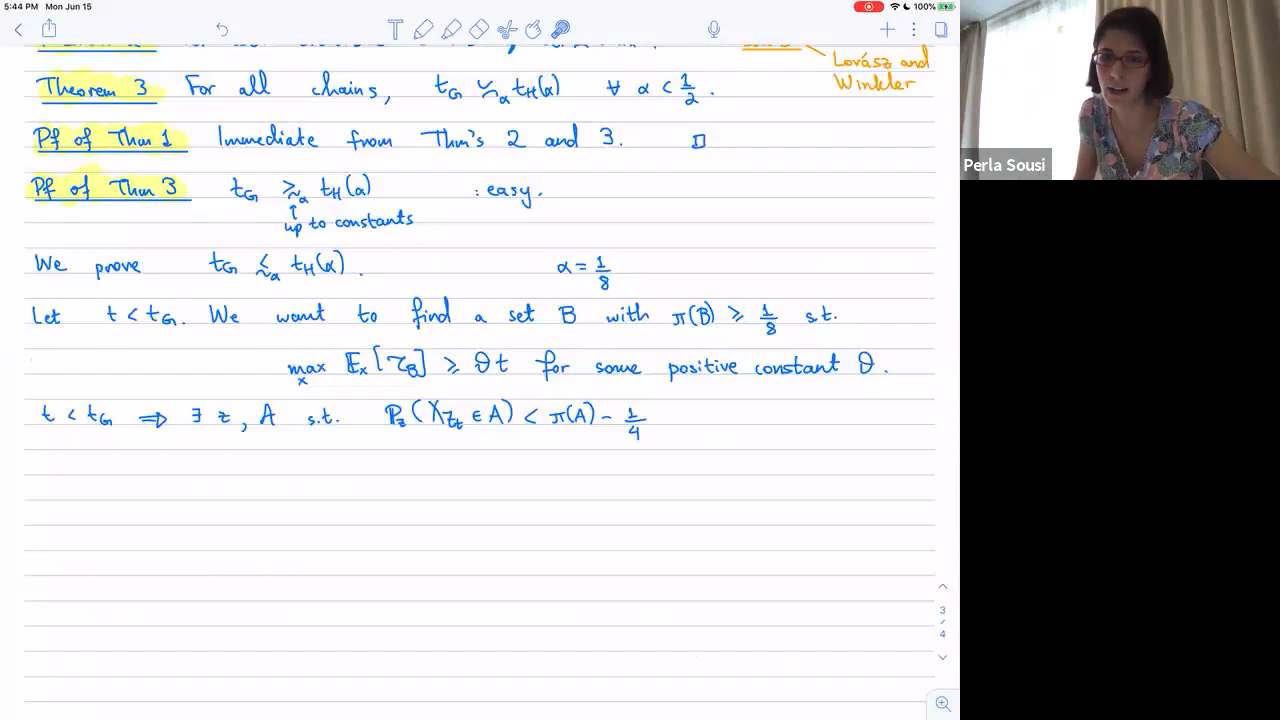 5:44 PM Mon Jun 15
100%
Lovász and
Winkler
Theorem 3 For all chains, t_G ≍_α t_H(α) ∀ α < 1/2.
Pf of Thm 1 Immediate from Thm's 2 and 3. □
Pf of Thm 3 t_G ≳_α t_H(α) : easy.
↑
up to constants
We prove t_G ≲_α t_H(α). α = 1/8
Let t < t_G. We want to find a set B with π(B) ≥ 1/8 s.t.
max_x 𝔼_x[τ_B] ≥ θt for some positive constant θ.
t < t_G ⟹ ∃ z, A s.t. ℙ_z(X_{Z_t} ∈ A) < π(A) - 1/4
3
/
4
Perla Sousi